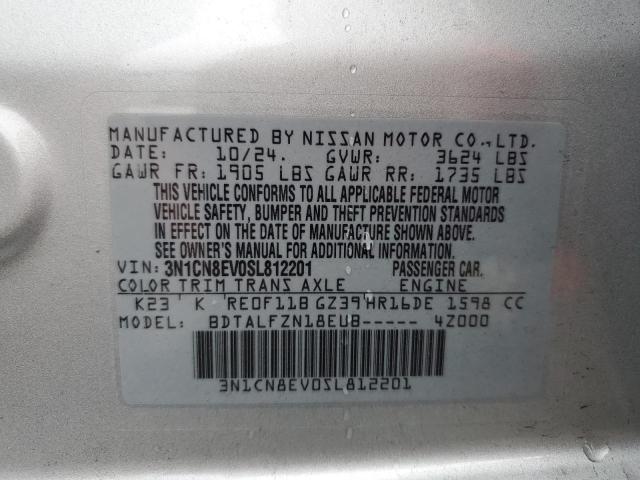 MANUFACTURED BY NISSAN MOTOR CO., LTD.
DATE: 10/24. GVWR: 3624 LBS
GAWR FR: 1905 LBS GAWR RR: 1735 LBS
THIS VEHICLE CONFORMS TO ALL APPLICABLE FEDERAL MOTOR
VEHICLE SAFETY, BUMPER AND THEFT PREVENTION STANDARDS
IN EFFECT ON THE DATE OF MANUFACTURE SHOWN ABOVE.
SEE OWNER'S MANUAL FOR ADDITIONAL INFORMATION
VIN: 3N1CN8EV0SL812201 PASSENGER CAR.
COLOR TRIM TRANS AXLE ENGINE
K23 K RE0F11B GZ39 HR16DE 1598 CC
MODEL: BDTALFZN18EUB----- 4Z000
3N1CN8EV0SL812201